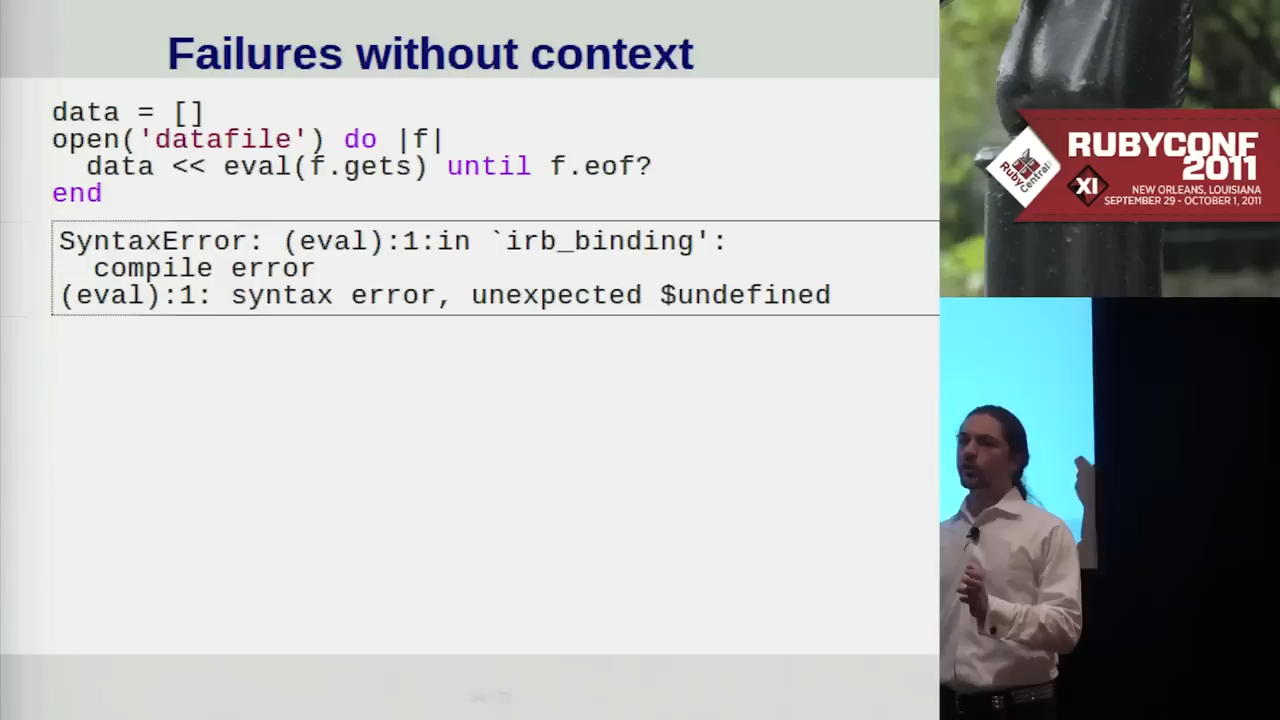 Failures without context
data = []
open('datafile') do |f|
  data << eval(f.gets) until f.eof?
end
SyntaxError: (eval):1:in `irb_binding':
  compile error
(eval):1: syntax error, unexpected $undefined
RUBYCONF
2011
RubyCentral
XI
NEW ORLEANS, LOUISIANA
SEPTEMBER 29 - OCTOBER 1, 2011